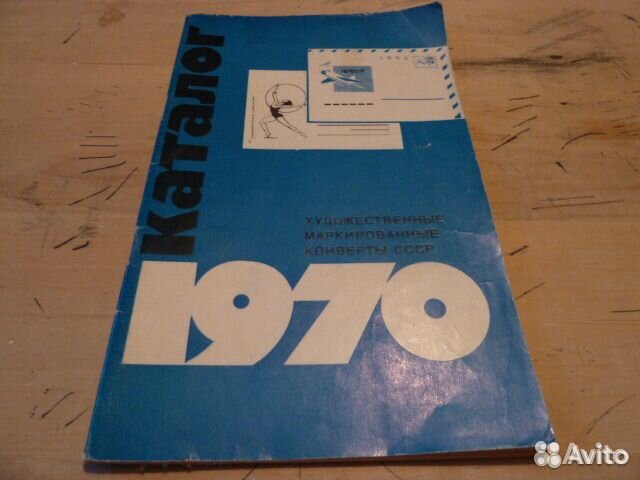 Каталог
ХУДОЖЕСТВЕННЫЕ
МАРКИРОВАННЫЕ
КОНВЕРТЫ СССР
1970
Avito